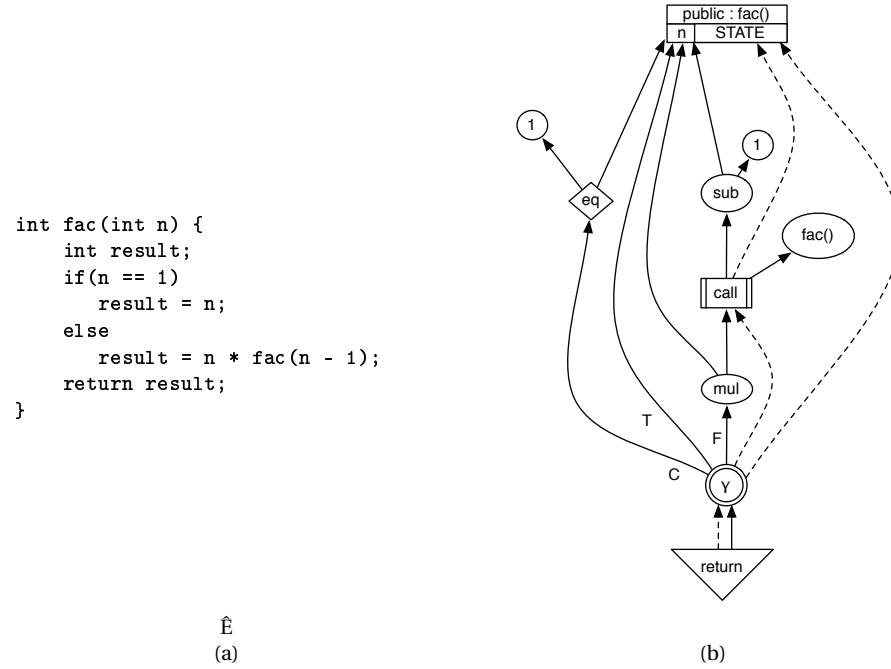 int fac(int n) {
int result;
if(n == 1)
result = n;
else
result = n * fac(n - 1);
return result;
}
Ê
(a)
public : fac()
n STATE
1
1
eq
sub
fac()
call
mul
T
F
C
γ
return
(b)